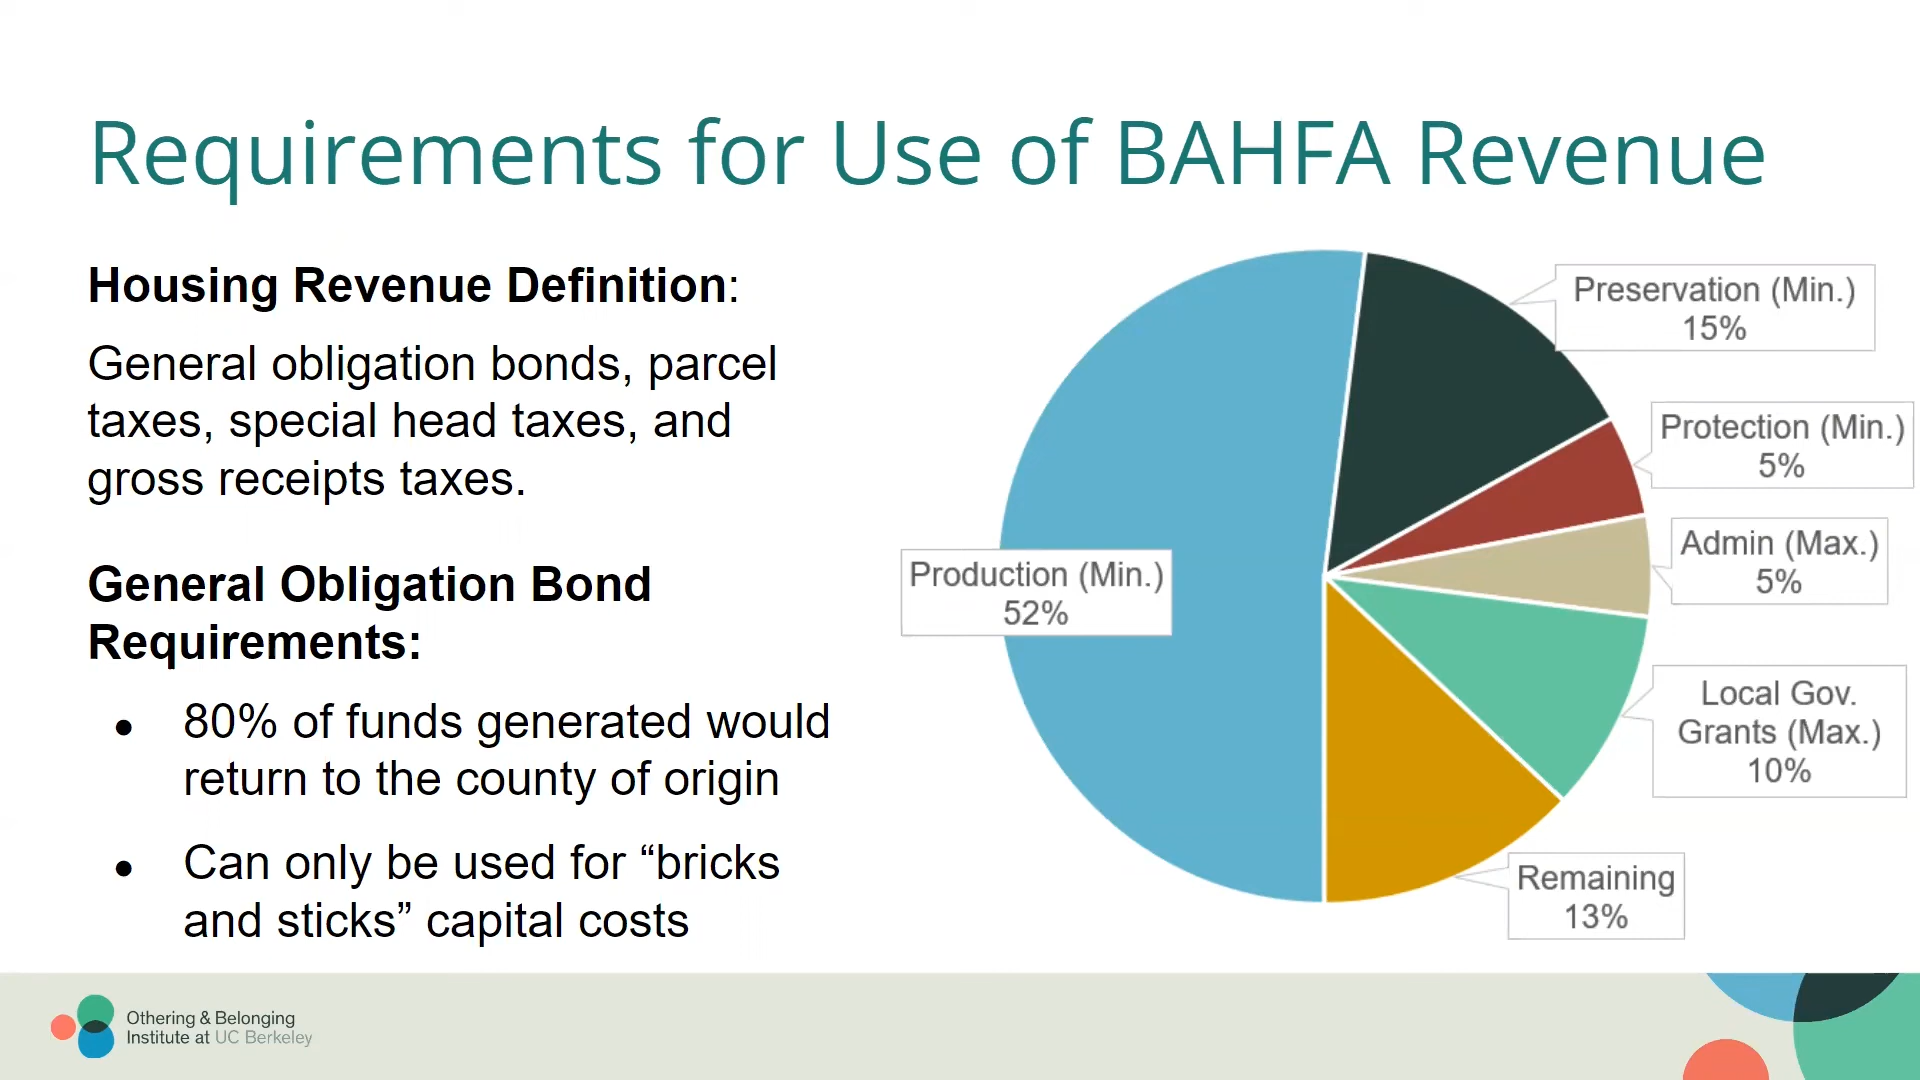 Requirements for Use of BAHFA Revenue
Housing Revenue Definition:
General obligation bonds, parcel
taxes, special head taxes, and
gross receipts taxes.
General Obligation Bond
Requirements:
● 80% of funds generated would
return to the county of origin
● Can only be used for “bricks
and sticks” capital costs
Preservation (Min.)
15%
Protection (Min.)
5%
Admin (Max.)
5%
Production (Min.)
52%
Local Gov.
Grants (Max.)
10%
Remaining
13%
Othering & Belonging
Institute at UC Berkeley